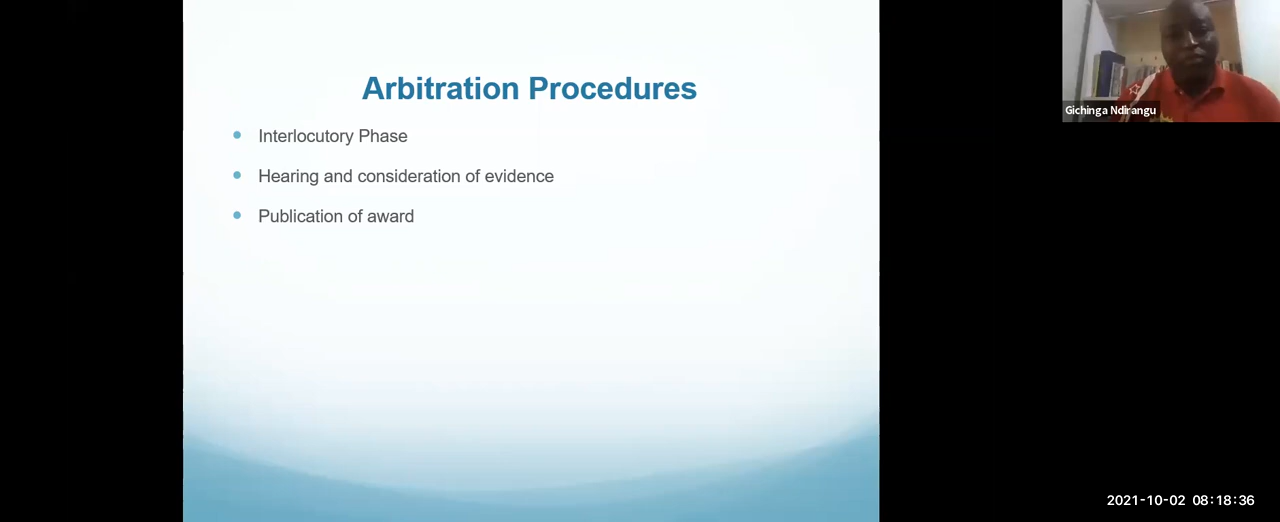 Arbitration Procedures
Interlocutory Phase
Hearing and consideration of evidence
Publication of award
Gichinga Ndirangu
2021-10-02 08:18:36